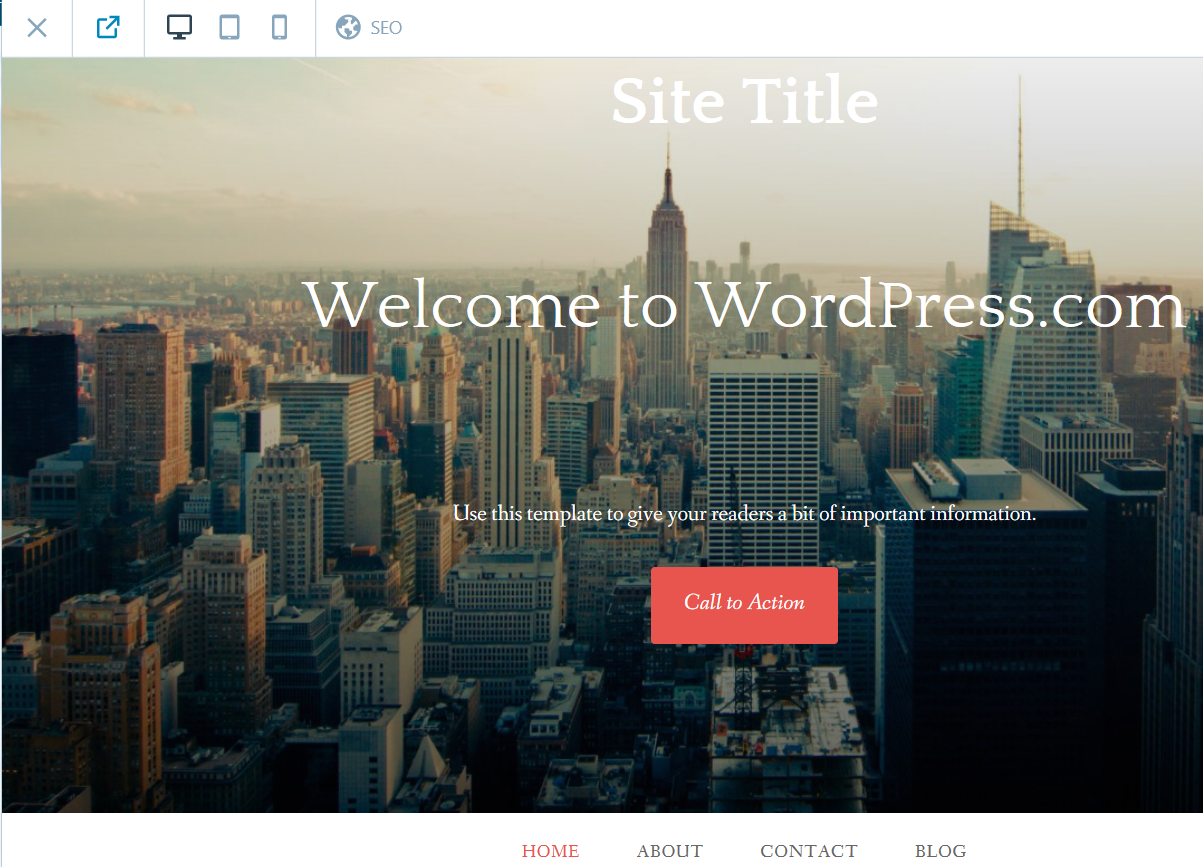 SEO
Site Title
Welcome to WordPress.com
Use this template to give your readers a bit of important information.
Call to Action
HOME ABOUT CONTACT BLOG